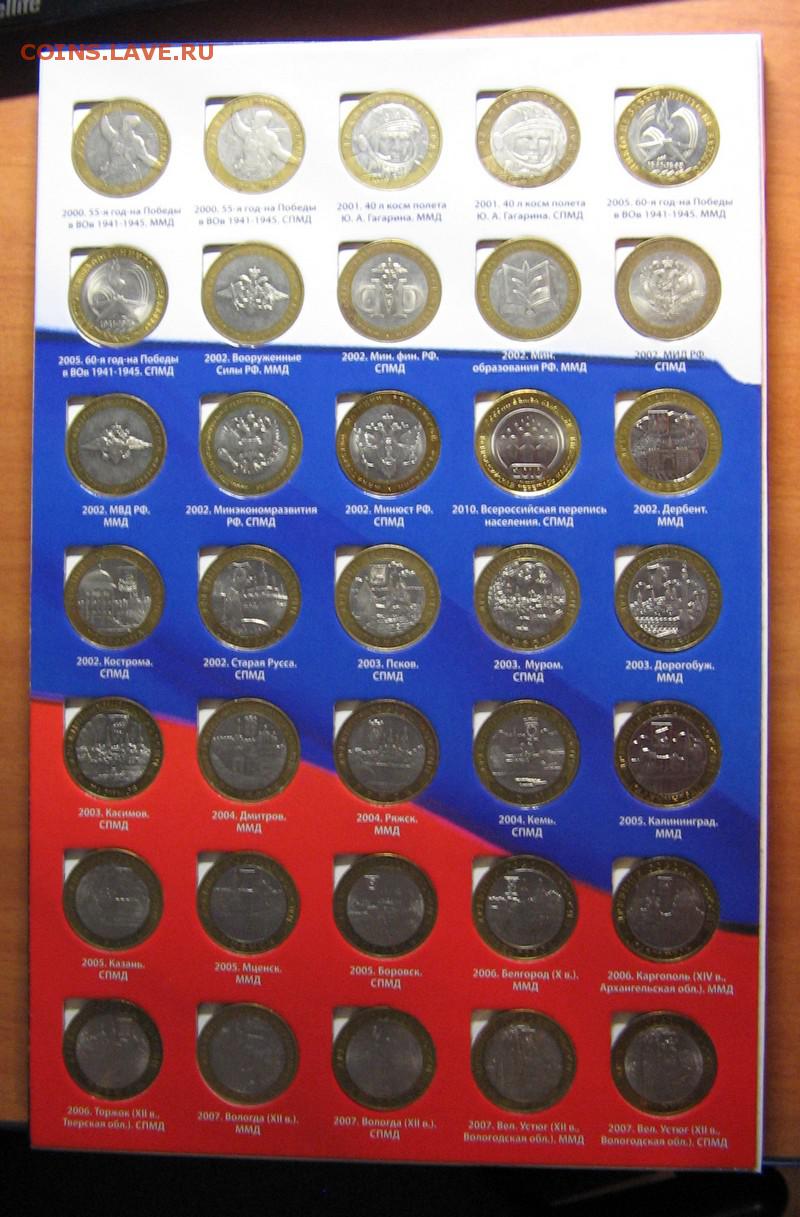 ellite
COINS.LAVE.RU
2000. 55-я год-на Победы
в ВОв 1941-1945. ММД
2000. 55-я год-на Победы
в ВОв 1941-1945. СПМД
2001. 40 л косм полета
Ю. А. Гагарина. ММД
2001. 40 л косм полета
Ю. А. Гагарина. СПМД
2005. 60-я год-на Победы
в ВОв 1941-1945. ММД
2005. 60-я год-на Победы
в ВОв 1941-1945. СПМД
2002. Вооруженные
Силы РФ. ММД
2002. Мин. фин. РФ.
СПМД
2002. Мин.
образования РФ. ММД
2002. МИД РФ.
СПМД
2002. МВД РФ.
ММД
2002. Минэкономразвития
РФ. СПМД
2002. Минюст РФ.
СПМД
2010. Всероссийская перепись
населения. СПМД
2002. Дербент.
ММД
2002. Кострома.
СПМД
2002. Старая Русса.
СПМД
2003. Псков.
СПМД
2003. Муром.
СПМД
2003. Дорогобуж.
ММД
2003. Касимов.
СПМД
2004. Дмитров.
ММД
2004. Ряжск.
ММД
2004. Кемь.
СПМД
2005. Калининград.
ММД
2005. Казань.
СПМД
2005. Мценск.
ММД
2005. Боровск.
СПМД
2006. Белгород (X в.).
ММД
2006. Каргополь (XIV в.,
Архангельская обл.). ММД
2006. Торжок (XII в.,
Тверская обл.). СПМД
2007. Вологда (XII в.).
ММД
2007. Вологда (XII в.).
СПМД
2007. Вел. Устюг (XII в.,
Вологодская обл.). ММД
2007. Вел. Устюг (XII в.,
Вологодская обл.). СПМД